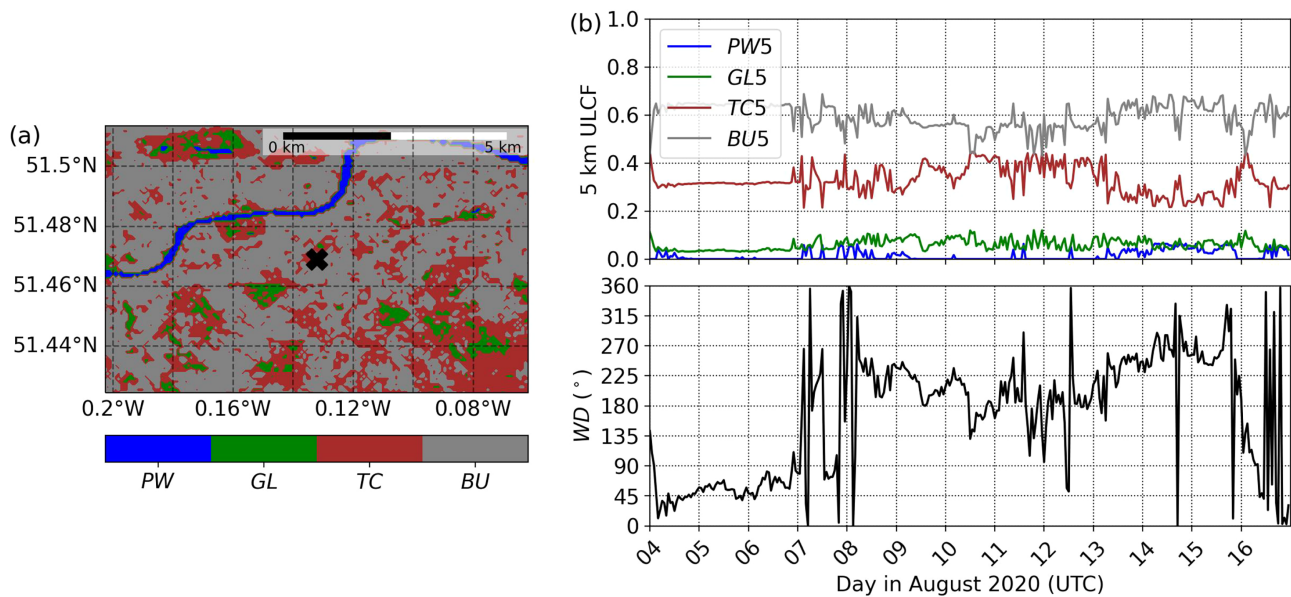 (a)
0 km 5 km
51.5°N
51.48°N
51.46°N
51.44°N
0.2°W 0.16°W 0.12°W 0.08°W
PW GL TC BU
(b)
5 km ULCF
1.0
0.8
0.6
0.4
0.2
0.0
PW5
GL5
TC5
BU5
WD (°)
360
315
270
225
180
135
90
45
0
04 05 06 07 08 09 10 11 12 13 14 15 16
Day in August 2020 (UTC)